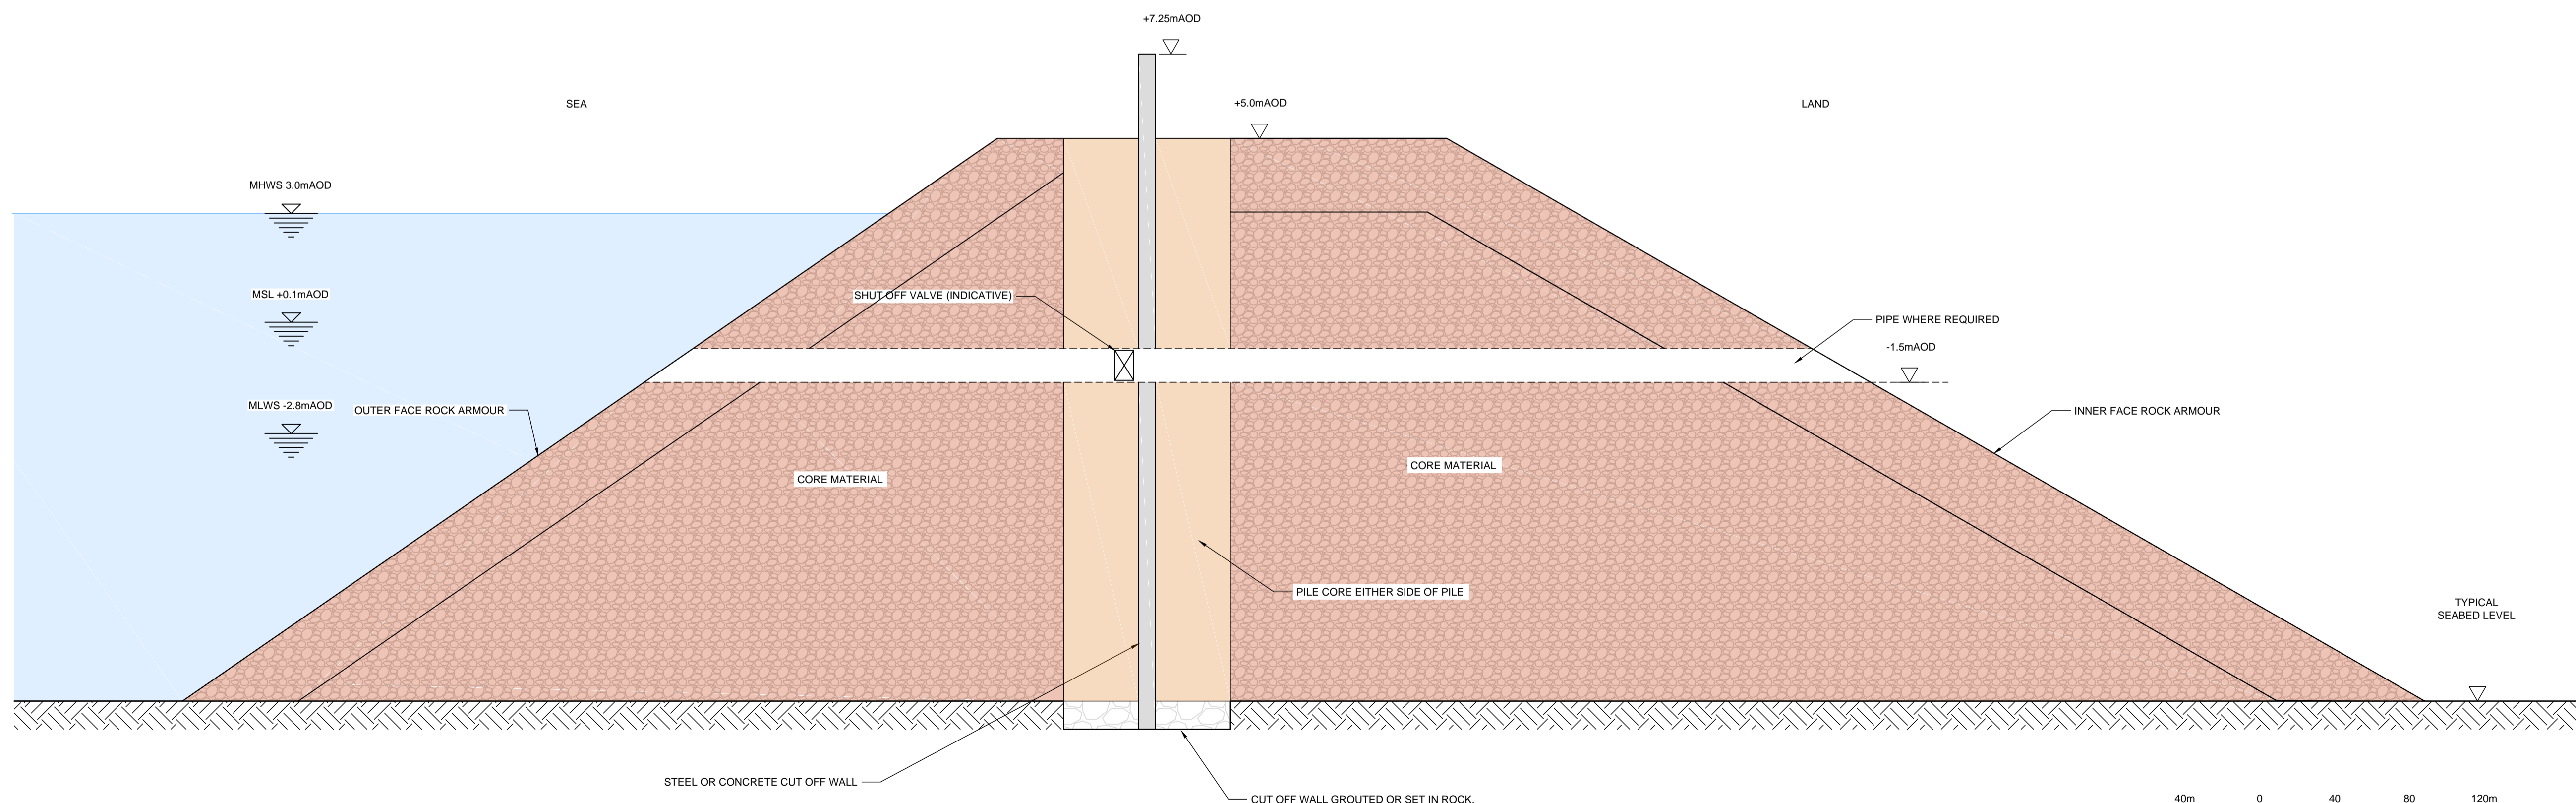 +7.25mAOD
SEA
+5.0mAOD
LAND
MHWS 3.0mAOD
MSL +0.1mAOD
SHUT OFF VALVE (INDICATIVE)
PIPE WHERE REQUIRED
-1.5mAOD
MLWS -2.8mAOD
OUTER FACE ROCK ARMOUR
INNER FACE ROCK ARMOUR
CORE MATERIAL
CORE MATERIAL
PILE CORE EITHER SIDE OF PILE
TYPICAL
SEABED LEVEL
STEEL OR CONCRETE CUT OFF WALL
CUT OFF WALL GROUTED OR SET IN ROCK.
40m 0 40 80 120m